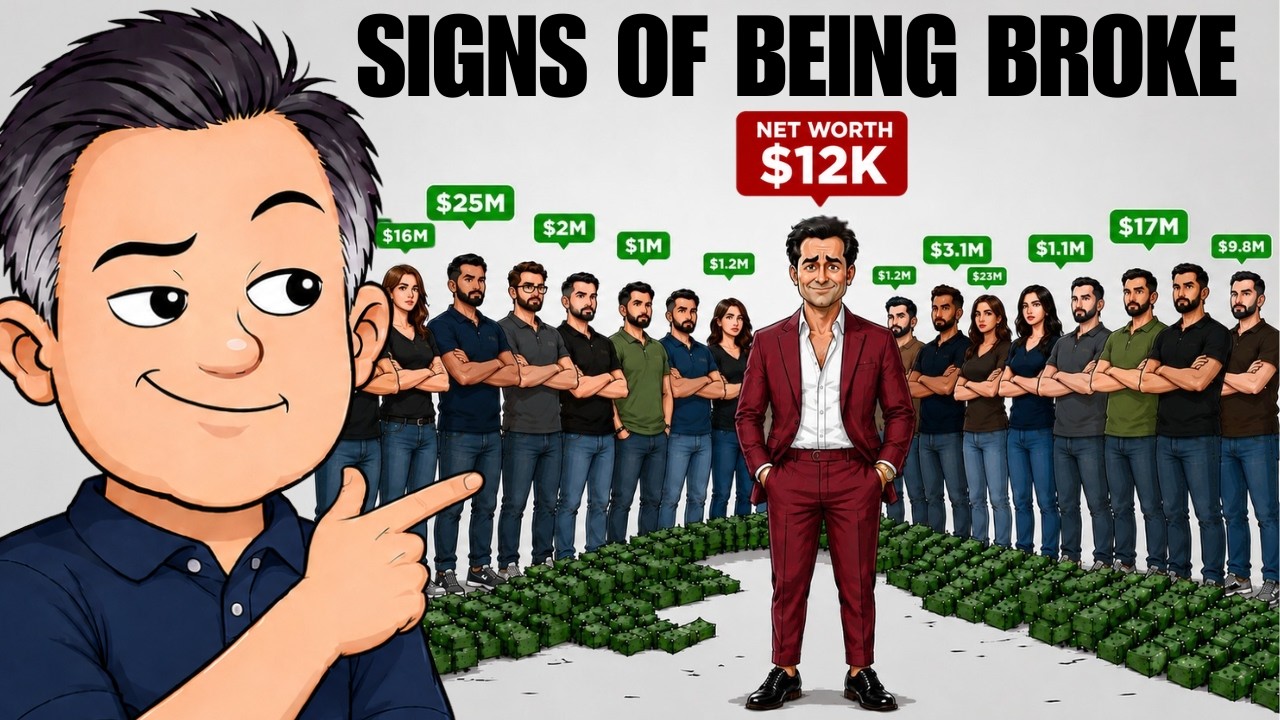 SIGNS OF BEING BROKE
NET WORTH
$12K
$16M
$25M
$2M
$1M
$1.2M
$1.2M
$3.1M
$23M
$1.1M
$17M
$9.8M